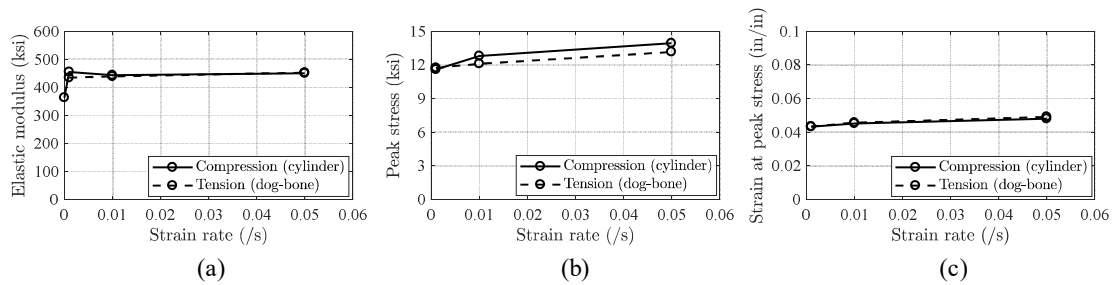 600
500
400
300
200
100
0
Elastic modulus (ksi)
Compression (cylinder)
Tension (dog-bone)
0 0.01 0.02 0.03 0.04 0.05 0.06
Strain rate (/s)
(a)
15
12
9
6
3
0
Peak stress (ksi)
Compression (cylinder)
Tension (dog-bone)
0 0.01 0.02 0.03 0.04 0.05 0.06
Strain rate (/s)
(b)
0.1
0.08
0.06
0.04
0.02
0
Strain at peak stress (in/in)
Compression (cylinder)
Tension (dog-bone)
0 0.01 0.02 0.03 0.04 0.05 0.06
Strain rate (/s)
(c)